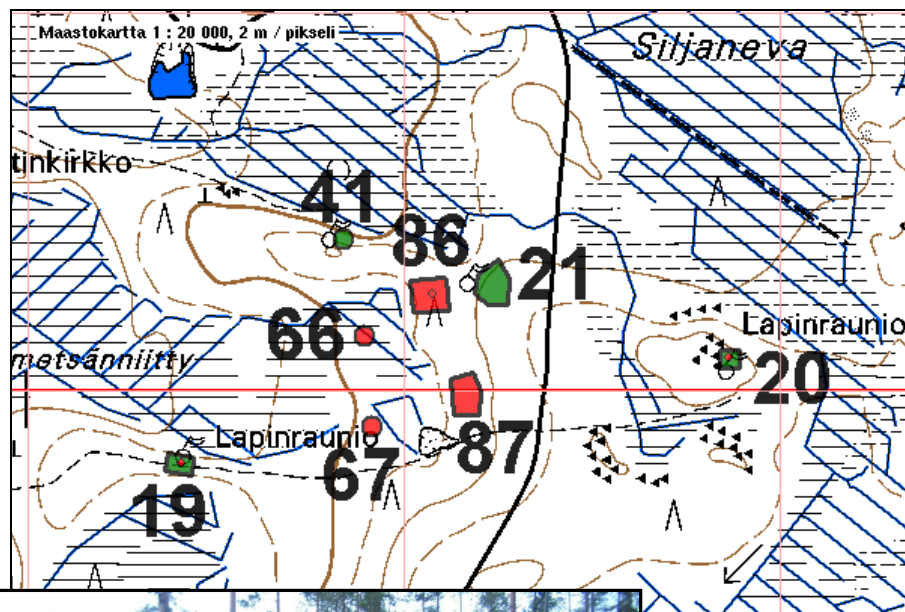 Maastokartta 1 : 20 000, 2 m / pikseli
Siljaneva
tinkirkko
41
86
21
66
Lapinraunio
metsänniitty
20
Lapinraunio
87
67
19